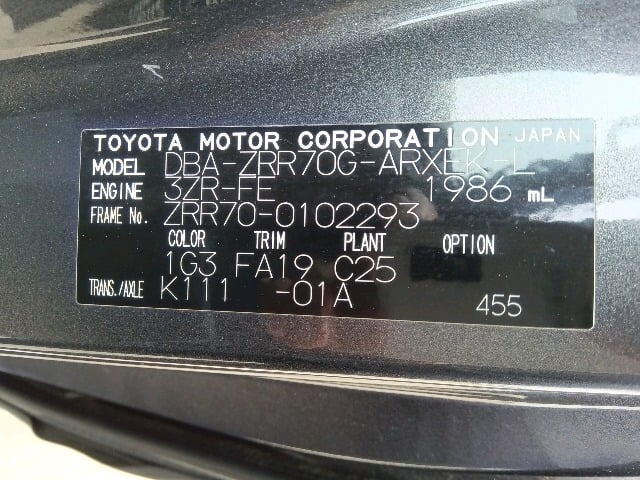 TOYOTA MOTOR CORPORATION JAPAN
MODEL DBA-ZRR70G-ARXEK-L
ENGINE 3ZR-FE 1986 mL
FRAME No. ZRR70-0102293
COLOR TRIM PLANT OPTION
1G3 FA19 C25
TRANS./AXLE K111 -01A 455